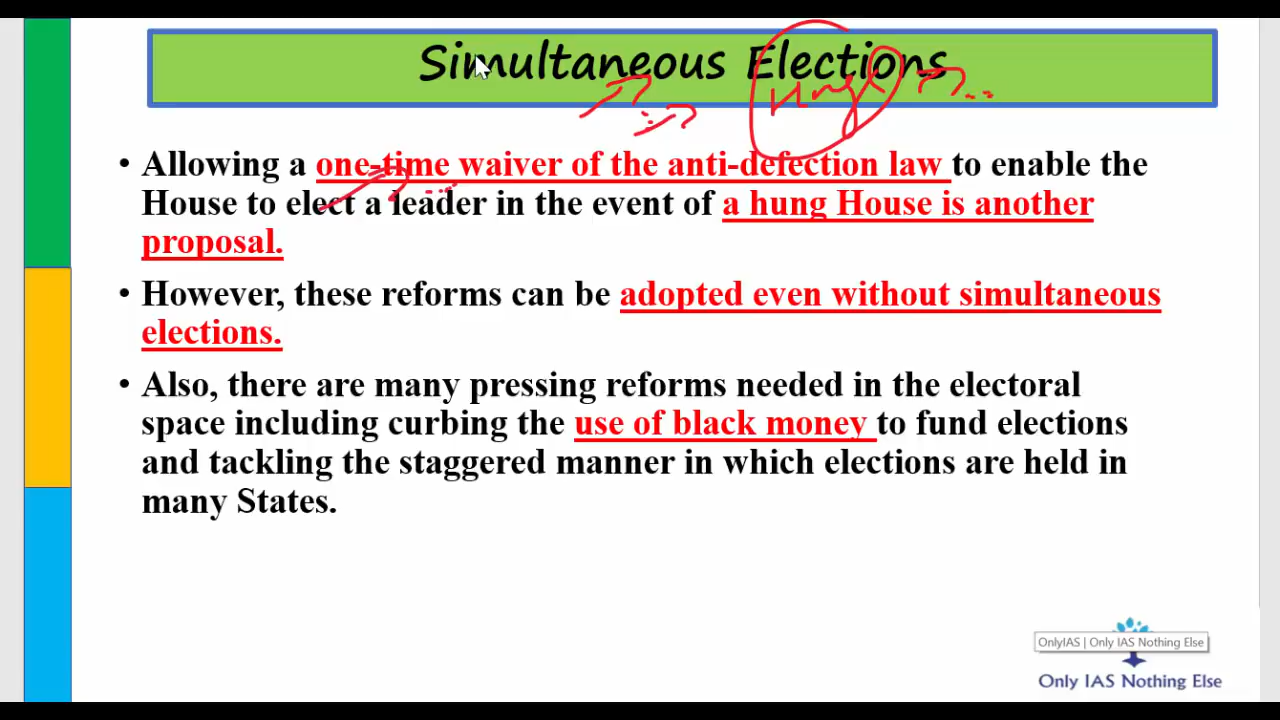 Simultaneous Elections
Hung
• Allowing a one-time waiver of the anti-defection law to enable the
House to elect a leader in the event of a hung House is another
proposal.
• However, these reforms can be adopted even without simultaneous
elections.
• Also, there are many pressing reforms needed in the electoral
space including curbing the use of black money to fund elections
and tackling the staggered manner in which elections are held in
many States.
OnlyIAS | Only IAS Nothing Else
Only IAS Nothing Else